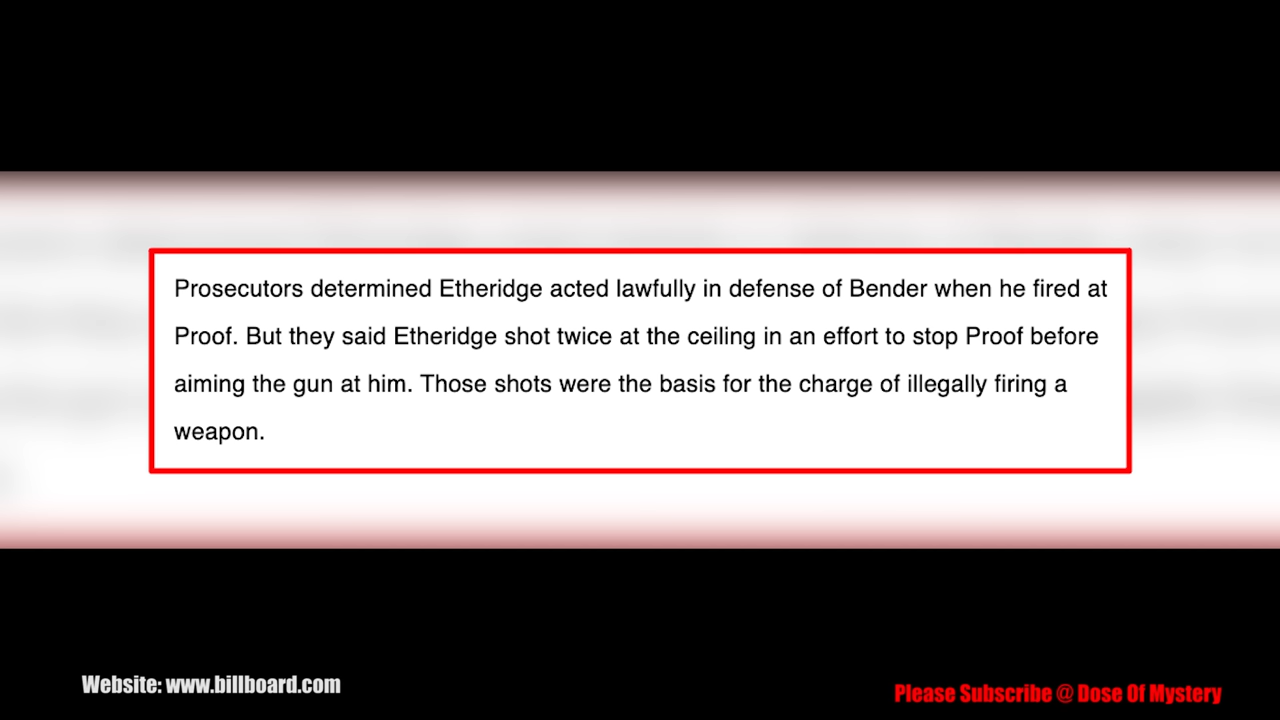 Prosecutors determined Etheridge acted lawfully in defense of Bender when he fired at
Proof. But they said Etheridge shot twice at the ceiling in an effort to stop Proof before
aiming the gun at him. Those shots were the basis for the charge of illegally firing a
weapon.
Website: www.billboard.com
Please Subscribe @ Dose Of Mystery